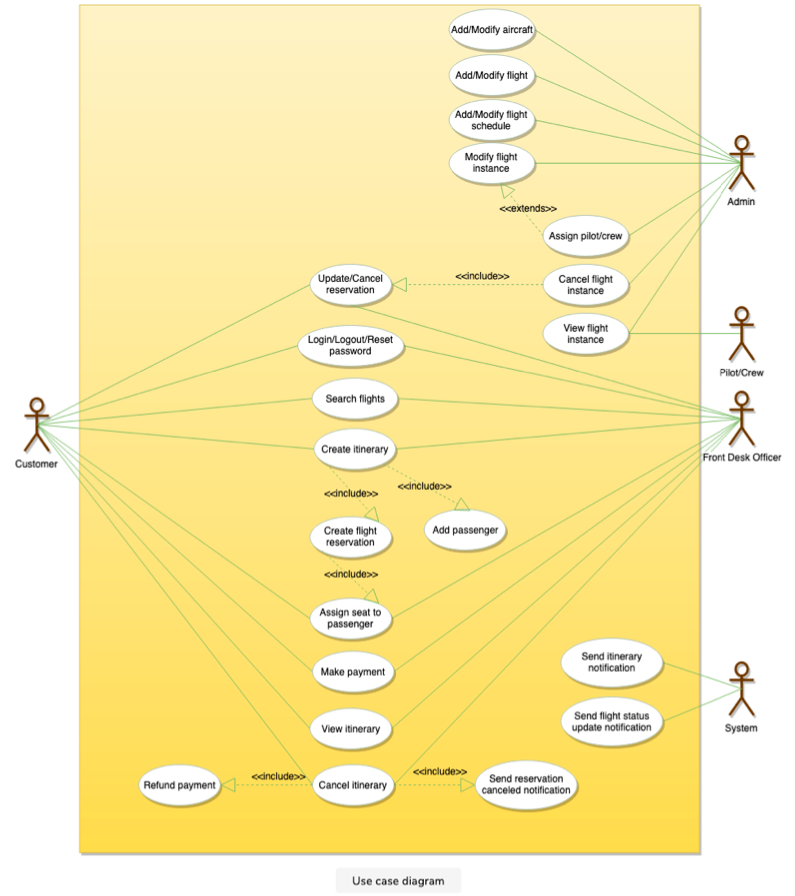 Add/Modify aircraft
Add/Modify flight
Add/Modify flight
schedule
Modify flight
instance
Admin
<<extends>>
Assign pilot/crew
Update/Cancel
reservation
<<include>>
Cancel flight
instance
View flight
instance
Login/Logout/Reset
password
Pilot/Crew
Search flights
Customer
Create itinerary
Front Desk Officer
<<include>>
<<include>>
Create flight
reservation
Add passenger
<<include>>
Assign seat to
passenger
Make payment
Send itinerary
notification
Send flight status
update notification
System
View itinerary
Refund payment
<<include>>
Cancel itinerary
<<include>>
Send reservation
canceled notification
Use case diagram